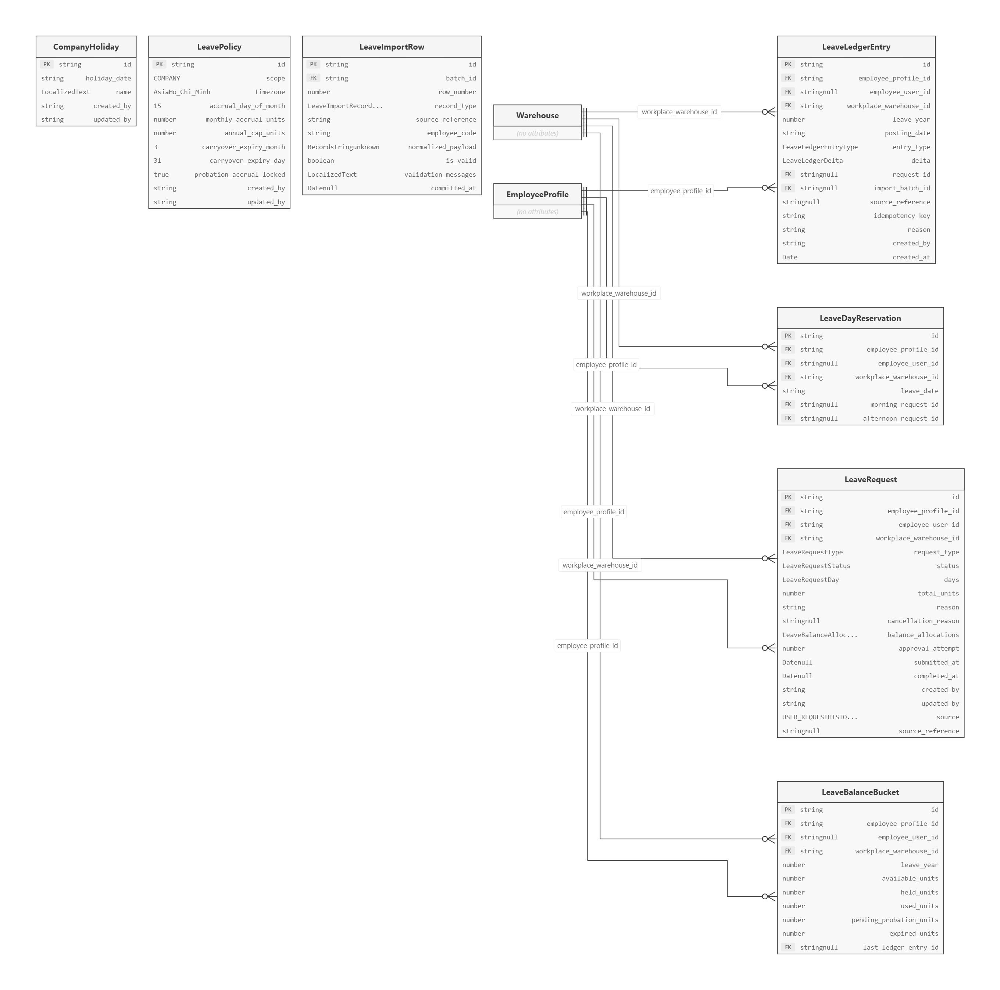 CompanyHoliday
PK string id
string holiday_date
LocalizedText name
string created_by
string updated_by
LeavePolicy
PK string id
COMPANY scope
AsiaHo_Chi_Minh timezone
15 accrual_day_of_month
number monthly_accrual_units
number annual_cap_units
3 carryover_expiry_month
31 carryover_expiry_day
true probation_accrual_locked
string created_by
string updated_by
LeaveImportRow
PK string id
FK string batch_id
number row_number
LeaveImportRecord... record_type
string source_reference
string employee_code
Recordstringunknown normalized_payload
boolean is_valid
LocalizedText validation_messages
Datenull committed_at
Warehouse
(no attributes)
EmployeeProfile
(no attributes)
workplace_warehouse_id
employee_profile_id
workplace_warehouse_id
employee_profile_id
workplace_warehouse_id
employee_profile_id
workplace_warehouse_id
employee_profile_id
LeaveLedgerEntry
PK string id
FK string employee_profile_id
FK stringnull employee_user_id
FK string workplace_warehouse_id
number leave_year
string posting_date
LeaveLedgerEntryType entry_type
LeaveLedgerDelta delta
FK stringnull request_id
FK stringnull import_batch_id
stringnull source_reference
string idempotency_key
string reason
string created_by
Date created_at
LeaveDayReservation
PK string id
FK string employee_profile_id
FK stringnull employee_user_id
FK string workplace_warehouse_id
string leave_date
FK stringnull morning_request_id
FK stringnull afternoon_request_id
LeaveRequest
PK string id
FK string employee_profile_id
FK string employee_user_id
FK string workplace_warehouse_id
LeaveRequestType request_type
LeaveRequestStatus status
LeaveRequestDay days
number total_units
string reason
stringnull cancellation_reason
LeaveBalanceAlloc... balance_allocations
number approval_attempt
Datenull submitted_at
Datenull completed_at
string created_by
string updated_by
USER_REQUESTHISTO... source
stringnull source_reference
LeaveBalanceBucket
PK string id
FK string employee_profile_id
FK stringnull employee_user_id
FK string workplace_warehouse_id
number leave_year
number available_units
number held_units
number used_units
number pending_probation_units
number expired_units
FK stringnull last_ledger_entry_id